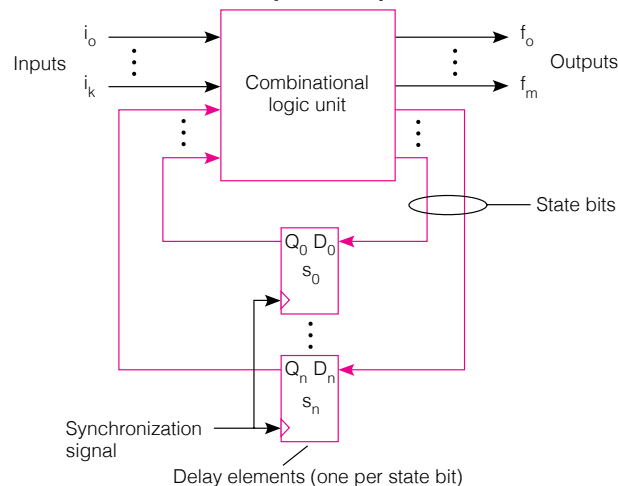 Inputs
i₀
iₖ
Combinational
logic unit
f₀
fₘ
Outputs
State bits
Q₀ D₀
s₀
Qₙ Dₙ
sₙ
Synchronization
signal
Delay elements (one per state bit)